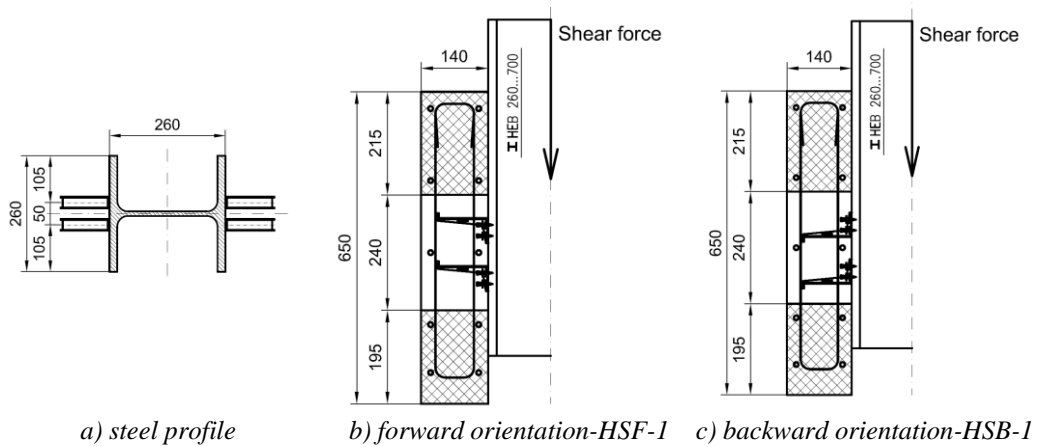 260
260
105
50
105
a) steel profile
Shear force
HEB 260...700
140
650
215
240
195
b) forward orientation-HSF-1
Shear force
HEB 260...700
140
650
215
240
195
c) backward orientation-HSB-1